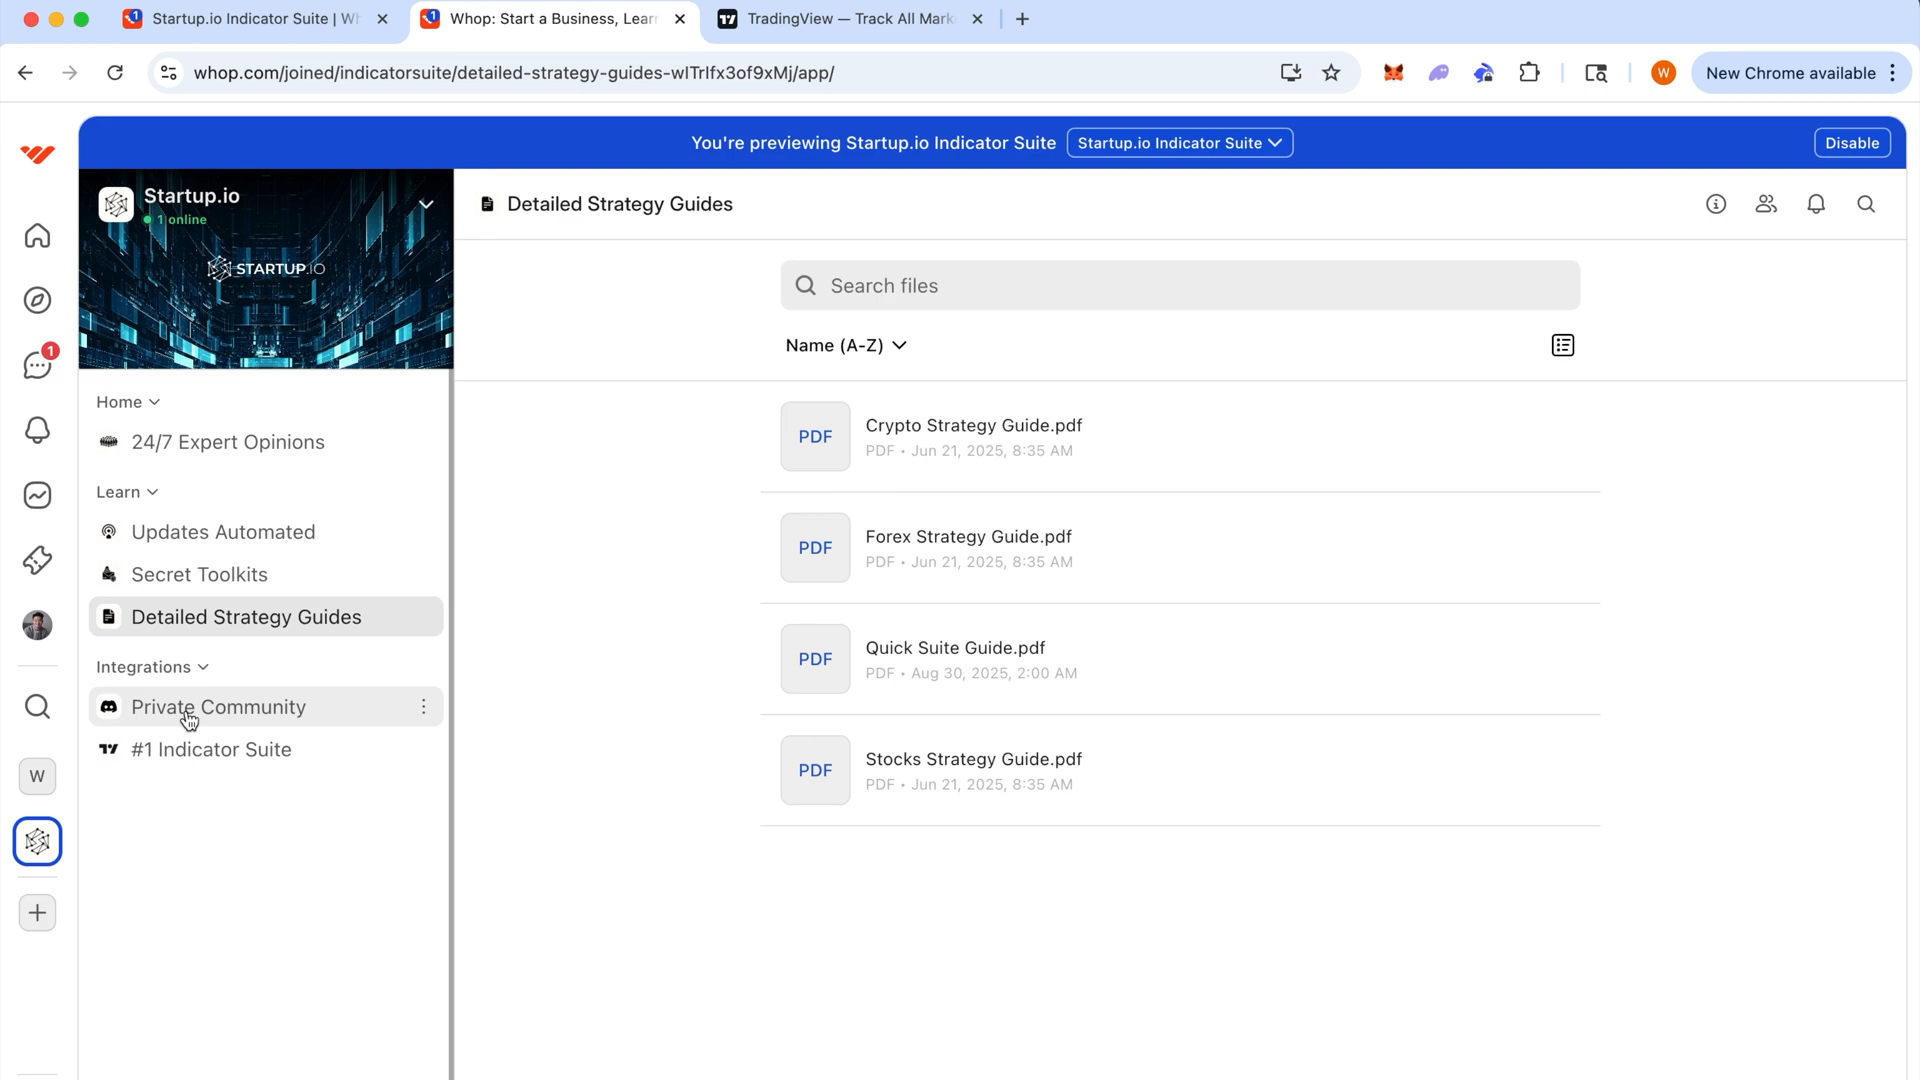 Startup.io Indicator Suite | Wh
Whop: Start a Business, Learn
TradingView — Track All Mark
whop.com/joined/indicatorsuite/detailed-strategy-guides-wITrIfx3of9xMj/app/
W
New Chrome available
You're previewing Startup.io Indicator Suite
Startup.io Indicator Suite
Disable
Startup.io
1 online
STARTUP.IO
Detailed Strategy Guides
Search files
Name (A-Z)
Home
24/7 Expert Opinions
Learn
Updates Automated
Secret Toolkits
Detailed Strategy Guides
Integrations
Private Community
#1 Indicator Suite
1
W
PDF
Crypto Strategy Guide.pdf
PDF • Jun 21, 2025, 8:35 AM
PDF
Forex Strategy Guide.pdf
PDF • Jun 21, 2025, 8:35 AM
PDF
Quick Suite Guide.pdf
PDF • Aug 30, 2025, 2:00 AM
PDF
Stocks Strategy Guide.pdf
PDF • Jun 21, 2025, 8:35 AM